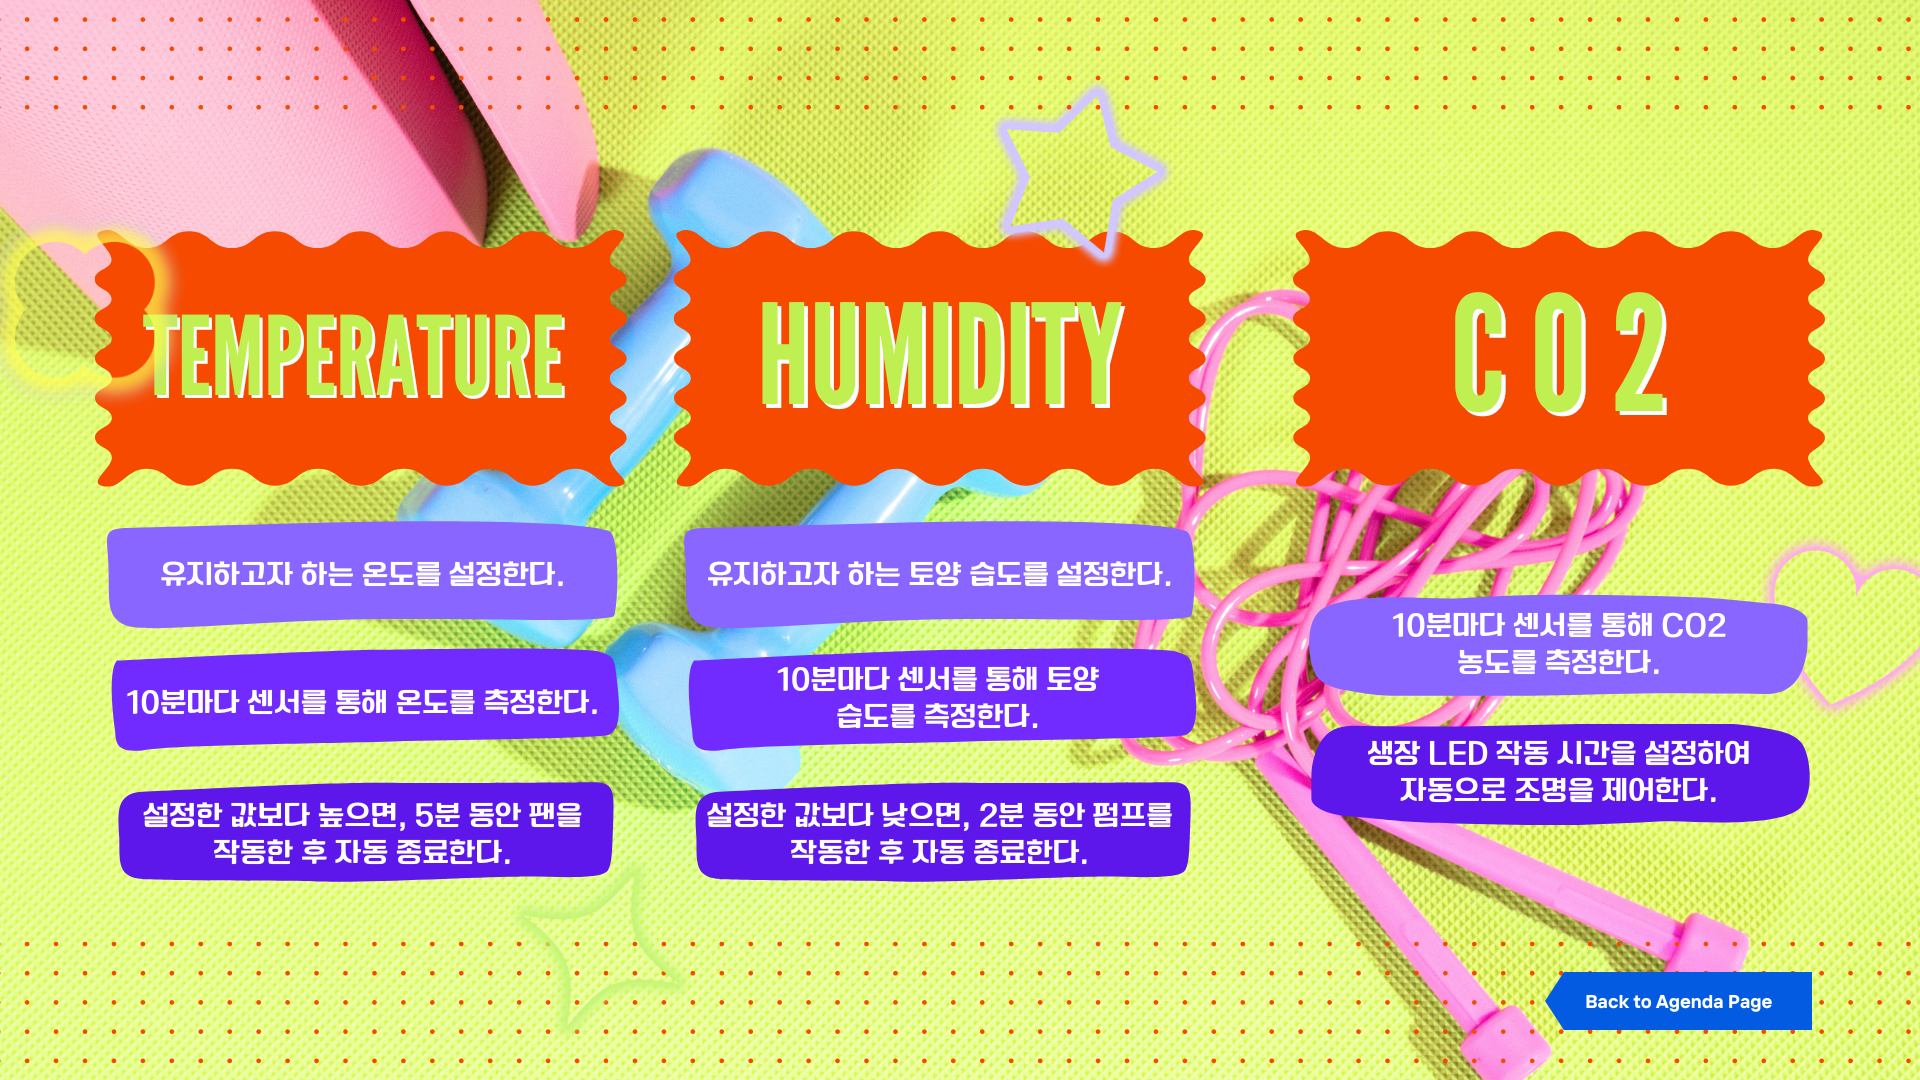 TEMPERATURE
유지하고자 하는 온도를 설정한다.
10분마다 센서를 통해 온도를 측정한다.
설정한 값보다 높으면, 5분 동안 팬을
작동한 후 자동 종료한다.
HUMIDITY
유지하고자 하는 토양 습도를 설정한다.
10분마다 센서를 통해 토양
습도를 측정한다.
설정한 값보다 낮으면, 2분 동안 펌프를
작동한 후 자동 종료한다.
CO2
10분마다 센서를 통해 CO2
농도를 측정한다.
생장 LED 작동 시간을 설정하여
자동으로 조명을 제어한다.
Back to Agenda Page